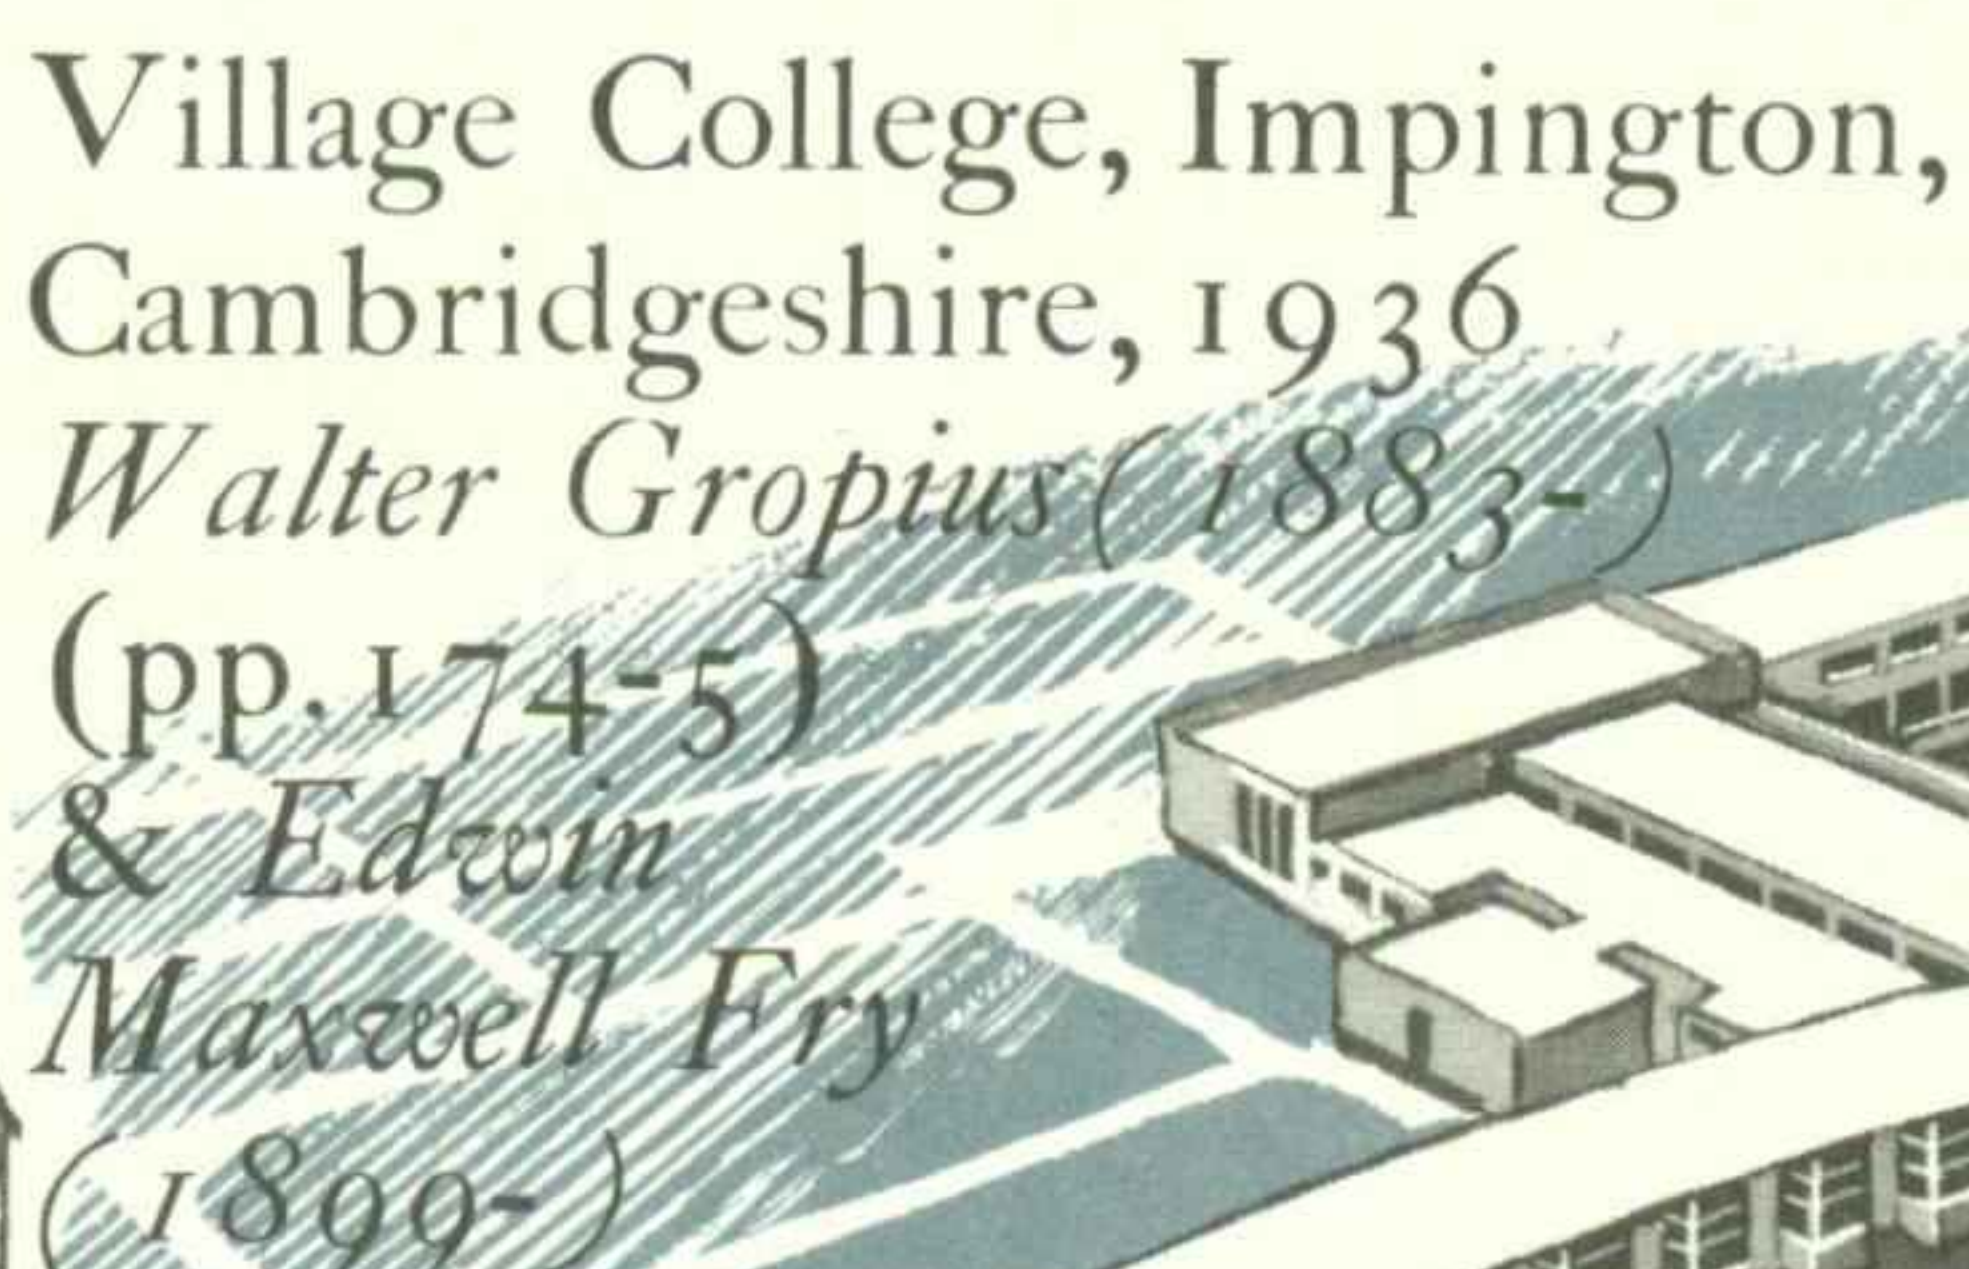 Village College, Impington,
Cambridgeshire, 1936
Walter Gropius (1883- )
(pp. 174-5)
& Edwin
Maxwell Fry
(1899- )